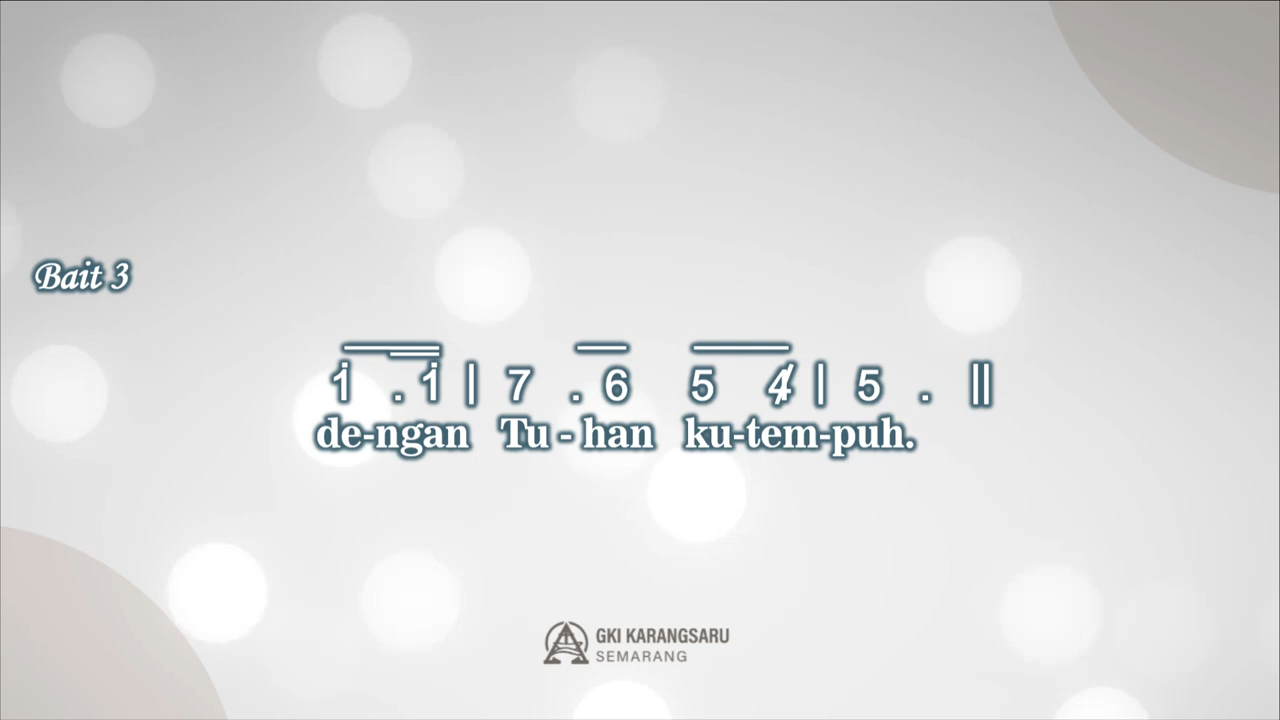 Bait 3
1̇ . 1̇ | 7 . 6 5 4̸ | 5 . ||
de-ngan Tu - han ku-tem-puh.
GKI KARANGSARU
SEMARANG